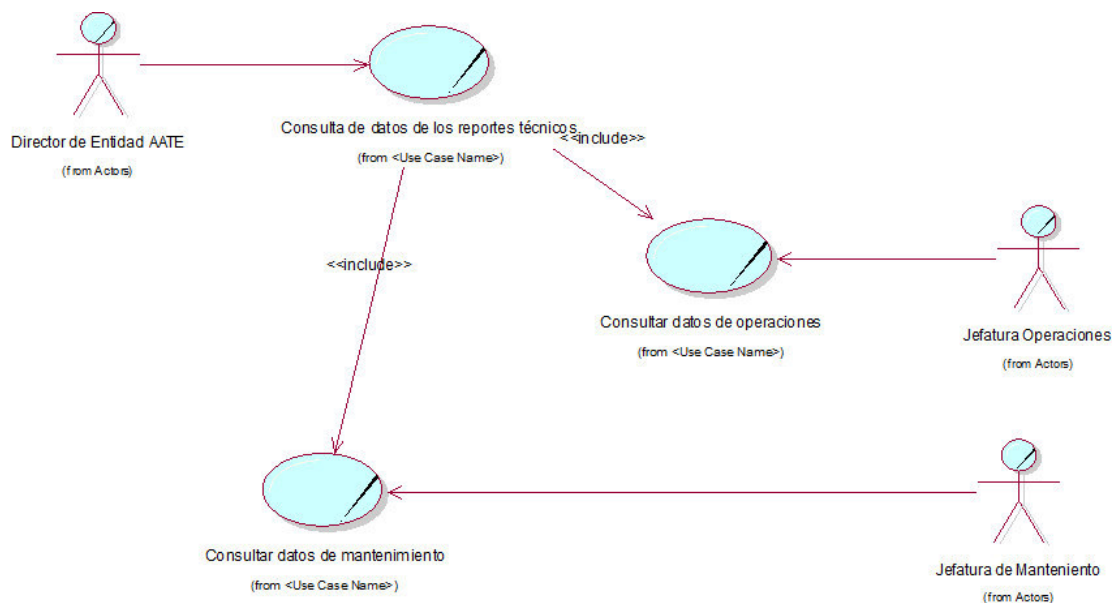 Director de Entidad AATE
(from Actors)
Consulta de datos de los reportes técnicos
(from <Use Case Name>)
<<include>>
<<include>>
Consultar datos de operaciones
(from <Use Case Name>)
Jefatura Operaciones
(from Actors)
Consultar datos de mantenimiento
(from <Use Case Name>)
Jefatura de Manteniento
(from Actors)